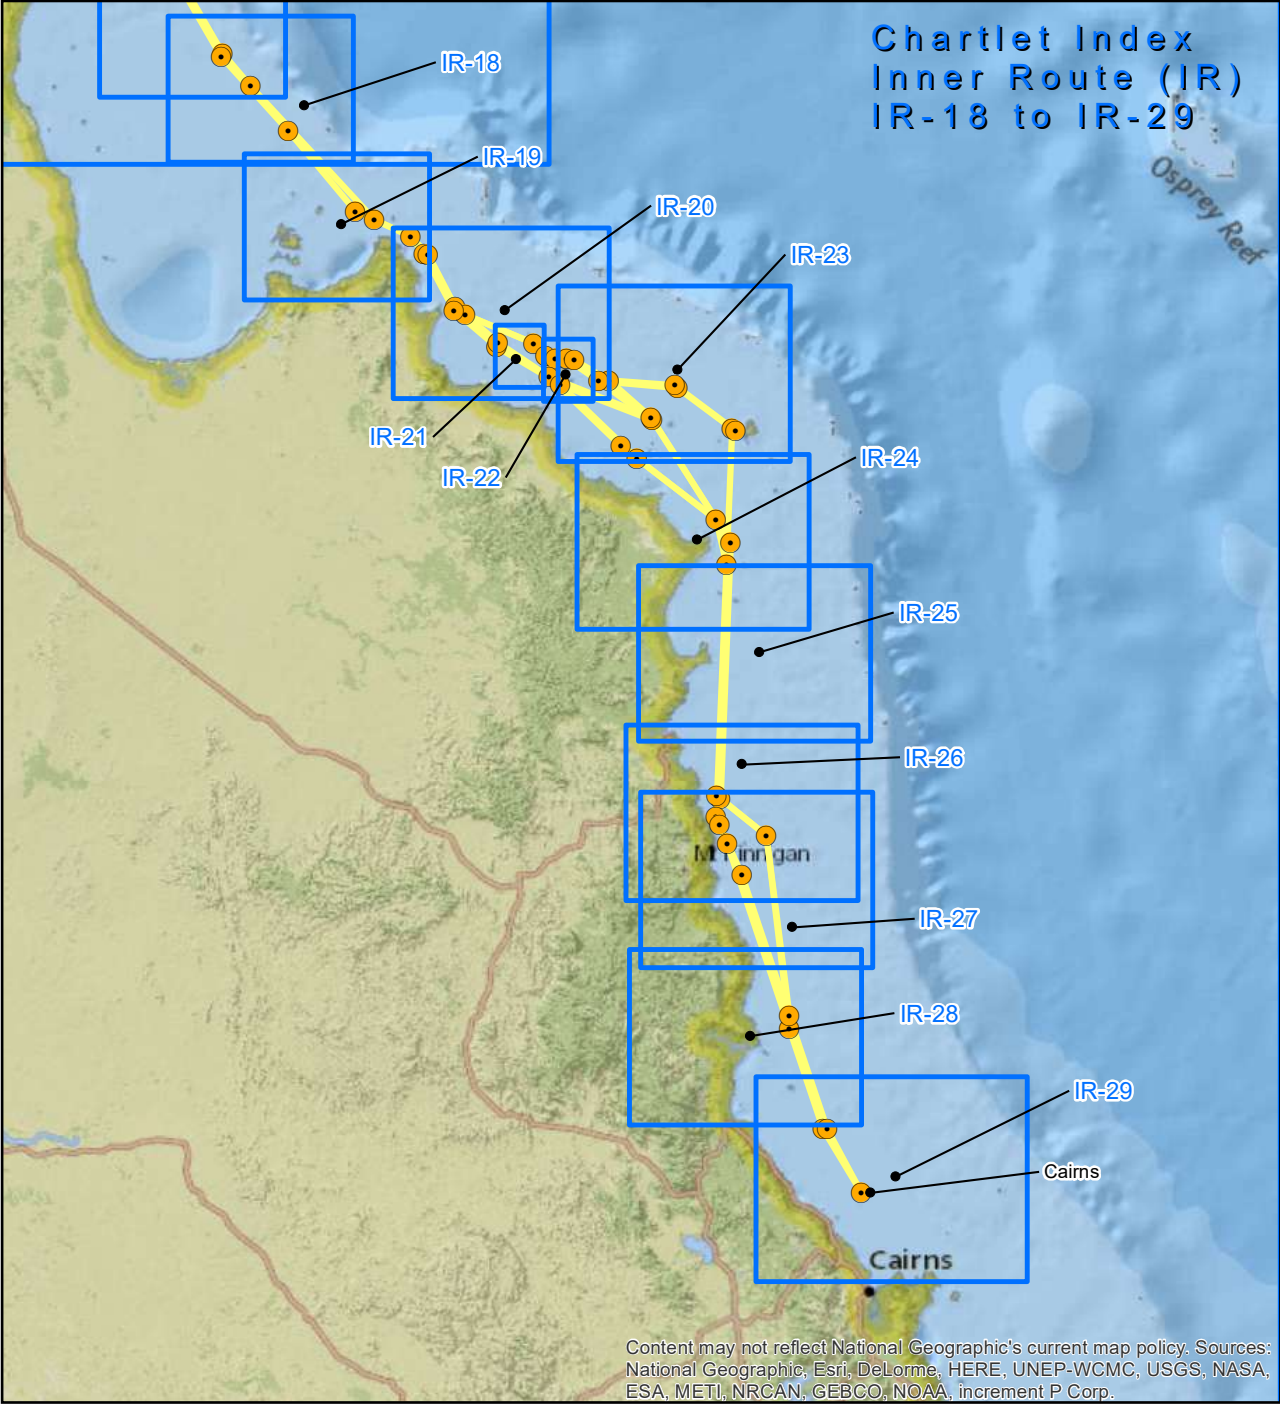 Chartlet Index
Inner Route (IR)
IR-18 to IR-29
IR-18
IR-19
IR-20
Osprey Reef
IR-23
IR-21
IR-22
IR-24
IR-25
IR-26
IR-27
IR-28
IR-29
Cairns
Cairns
Content may not reflect National Geographic's current map policy. Sources:
National Geographic, Esri, DeLorme, HERE, UNEP-WCMC, USGS, NASA,
ESA, METI, NRCAN, GEBCO, NOAA, increment P Corp.